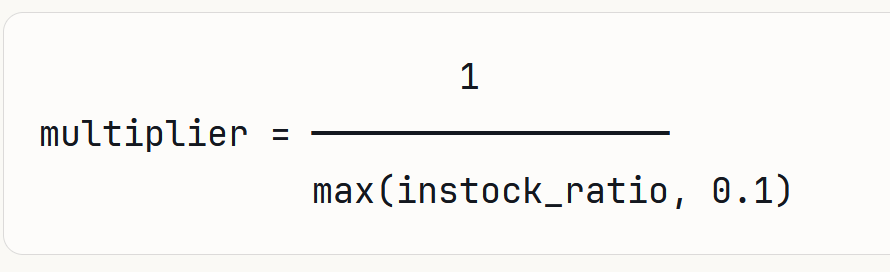 1
multiplier =
max(instock_ratio, 0.1)